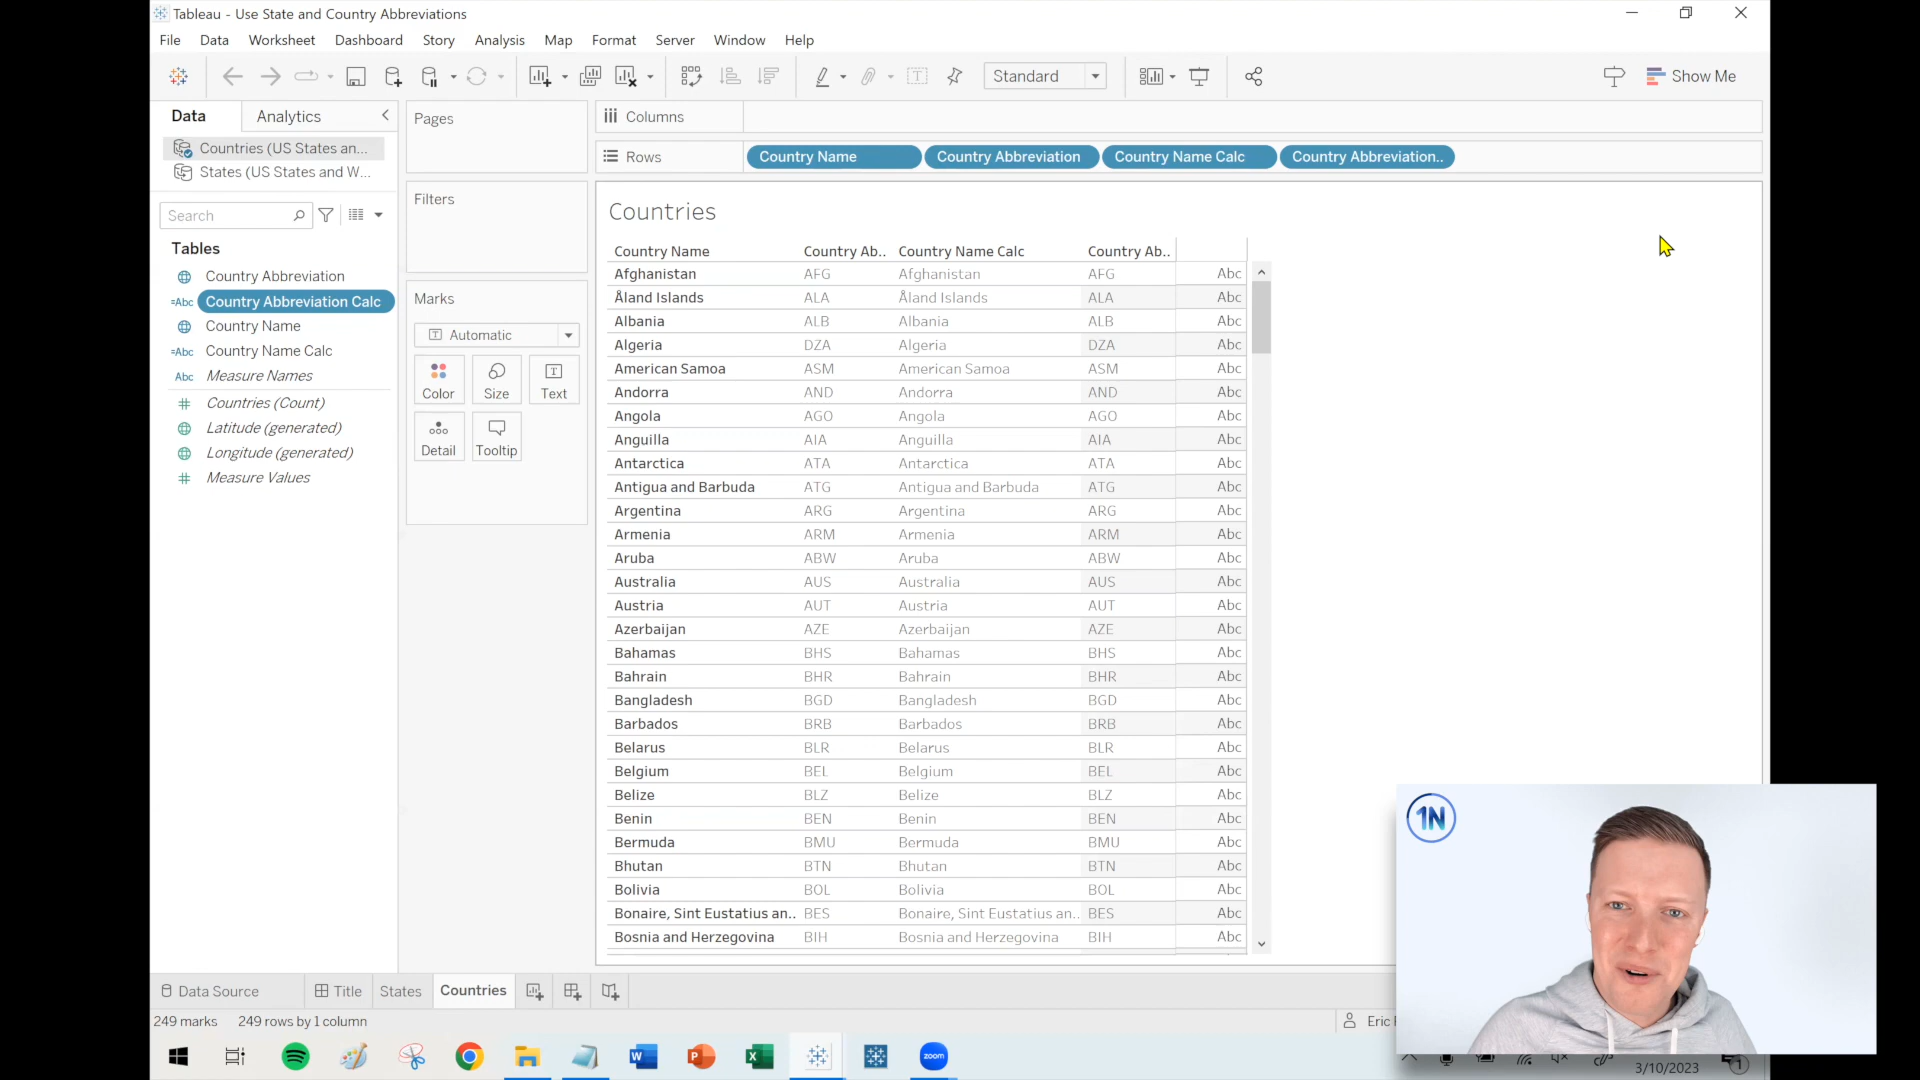 Tableau - Use State and Country Abbreviations
File Data Worksheet Dashboard Story Analysis Map Format Server Window Help
Standard
Show Me
Data Analytics
Countries (US States an...
States (US States and W...
Search
Tables
Country Abbreviation
=Abc Country Abbreviation Calc
Country Name
=Abc Country Name Calc
Abc Measure Names
# Countries (Count)
Latitude (generated)
Longitude (generated)
# Measure Values
Pages
Filters
Marks
Automatic
Color Size Text
Detail Tooltip
Columns
Rows Country Name Country Abbreviation Country Name Calc Country Abbreviation..
Countries
Country Name Country Ab.. Country Name Calc Country Ab..
Afghanistan AFG Afghanistan AFG Abc
Åland Islands ALA Åland Islands ALA Abc
Albania ALB Albania ALB Abc
Algeria DZA Algeria DZA Abc
American Samoa ASM American Samoa ASM Abc
Andorra AND Andorra AND Abc
Angola AGO Angola AGO Abc
Anguilla AIA Anguilla AIA Abc
Antarctica ATA Antarctica ATA Abc
Antigua and Barbuda ATG Antigua and Barbuda ATG Abc
Argentina ARG Argentina ARG Abc
Armenia ARM Armenia ARM Abc
Aruba ABW Aruba ABW Abc
Australia AUS Australia AUS Abc
Austria AUT Austria AUT Abc
Azerbaijan AZE Azerbaijan AZE Abc
Bahamas BHS Bahamas BHS Abc
Bahrain BHR Bahrain BHR Abc
Bangladesh BGD Bangladesh BGD Abc
Barbados BRB Barbados BRB Abc
Belarus BLR Belarus BLR Abc
Belgium BEL Belgium BEL Abc
Belize BLZ Belize BLZ Abc
Benin BEN Benin BEN Abc
Bermuda BMU Bermuda BMU Abc
Bhutan BTN Bhutan BTN Abc
Bolivia BOL Bolivia BOL Abc
Bonaire, Sint Eustatius an.. BES Bonaire, Sint Eustatius an.. BES Abc
Bosnia and Herzegovina BIH Bosnia and Herzegovina BIH Abc
1N
Data Source Title States Countries
249 marks 249 rows by 1 column
Eric
zoom
3/10/2023
1